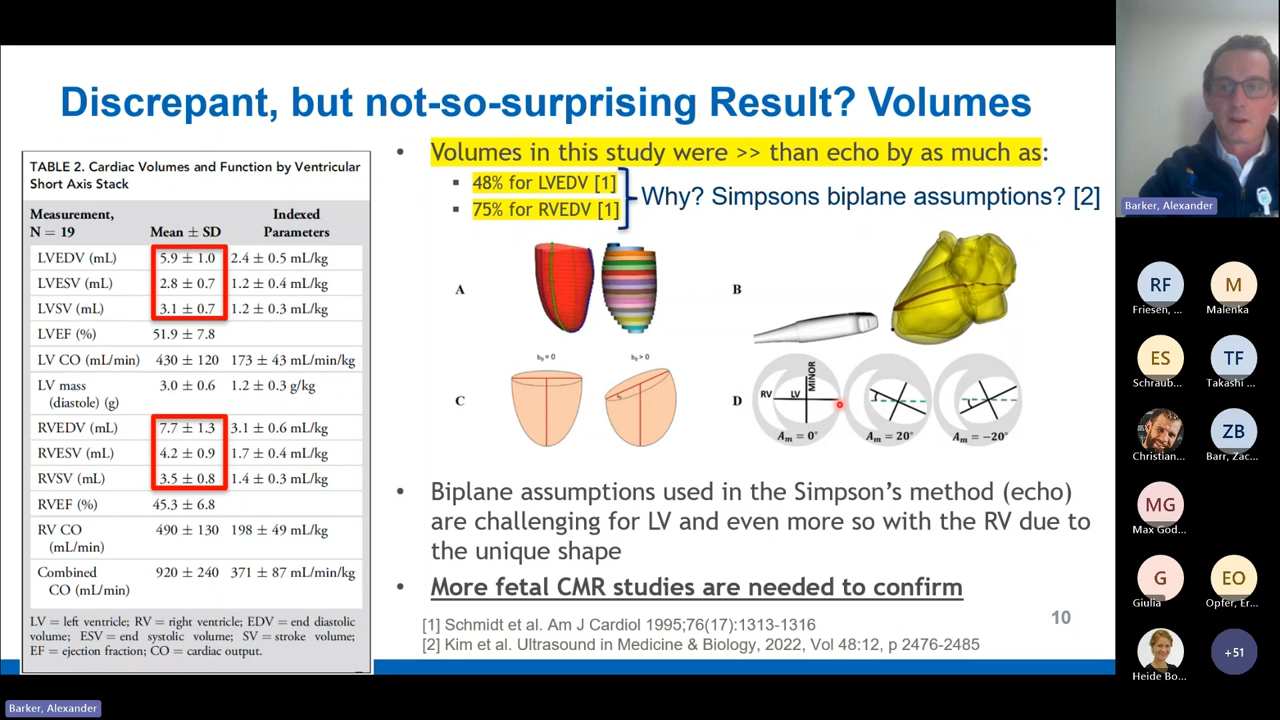 Discrepant, but not-so-surprising Result? Volumes
TABLE 2. Cardiac Volumes and Function by Ventricular
Short Axis Stack
Measurement, Indexed
N = 19 Mean ± SD Parameters
LVEDV (mL) 5.9 ± 1.0 2.4 ± 0.5 mL/kg
LVESV (mL) 2.8 ± 0.7 1.2 ± 0.4 mL/kg
LVSV (mL) 3.1 ± 0.7 1.2 ± 0.3 mL/kg
LVEF (%) 51.9 ± 7.8
LV CO (mL/min) 430 ± 120 173 ± 43 mL/min/kg
LV mass 3.0 ± 0.6 1.2 ± 0.3 g/kg
(diastole) (g)
RVEDV (mL) 7.7 ± 1.3 3.1 ± 0.6 mL/kg
RVESV (mL) 4.2 ± 0.9 1.7 ± 0.4 mL/kg
RVSV (mL) 3.5 ± 0.8 1.4 ± 0.3 mL/kg
RVEF (%) 45.3 ± 6.8
RV CO 490 ± 130 198 ± 49 mL/kg
(mL/min)
Combined 920 ± 240 371 ± 87 mL/min/kg
CO (mL/min)
LV = left ventricle; RV = right ventricle; EDV = end diastolic
volume; ESV = end systolic volume; SV = stroke volume;
EF = ejection fraction; CO = cardiac output.
• Volumes in this study were >> than echo by as much as:
▪ 48% for LVEDV [1]
▪ 75% for RVEDV [1]
Why? Simpsons biplane assumptions? [2]
A
B
b₀ = 0 b₀ > 0
C
D
RV LV MINOR
Aₘ = 0° Aₘ = 20° Aₘ = -20°
• Biplane assumptions used in the Simpson’s method (echo)
are challenging for LV and even more so with the RV due to
the unique shape
• More fetal CMR studies are needed to confirm
[1] Schmidt et al. Am J Cardiol 1995;76(17):1313-1316
[2] Kim et al. Ultrasound in Medicine & Biology, 2022, Vol 48:12, p 2476-2485
10
Barker, Alexander
RF M
Friesen, ... Malenka
ES TF
Schraub... Takashi ...
ZB
Christian... Barr, Zac...
MG
Max God...
G EO
Giulia Opfer, Er...
+51
Heide Bo...
Barker, Alexander